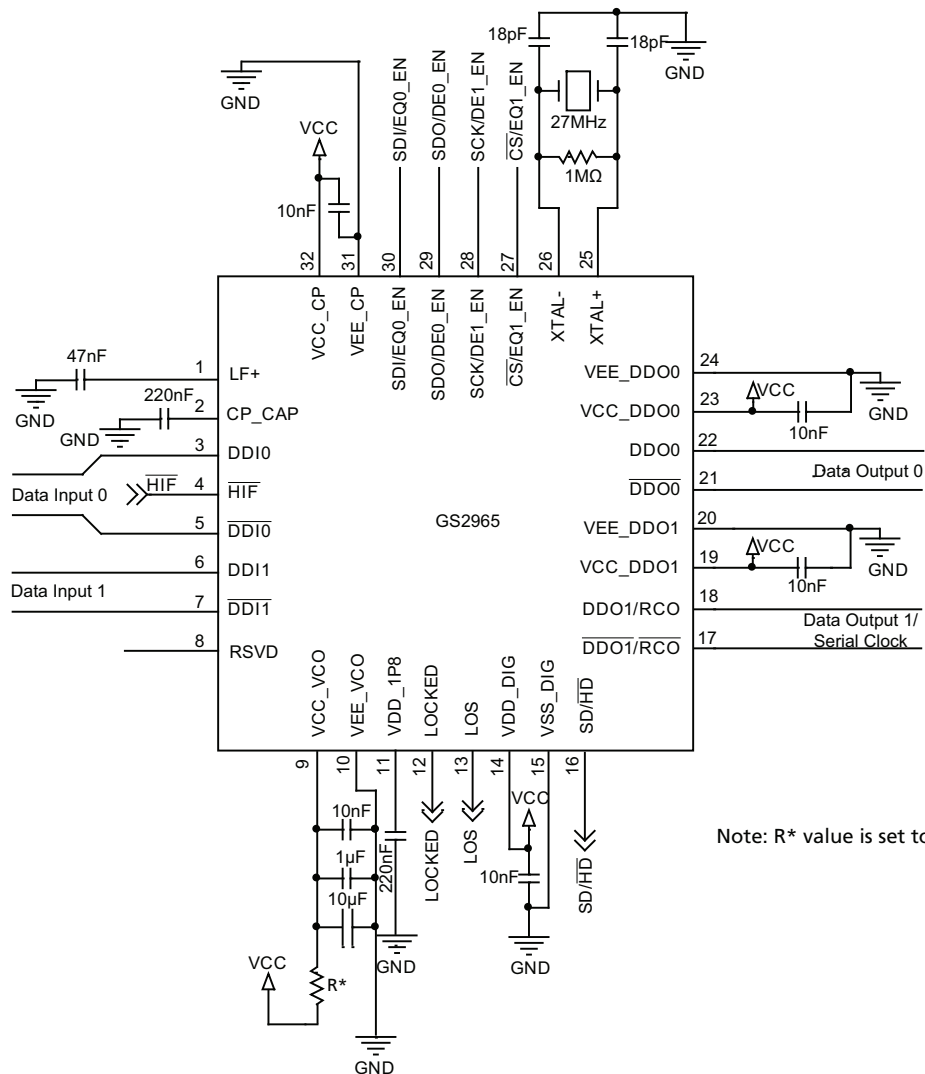 18pF
18pF
GND
GND
SDI/EQ0_EN
SDO/DE0_EN
SCK/DE1_EN
CS/EQ1_EN
27MHz
VCC
1MΩ
10nF
32
31
30
29
28
27
26
25
VCC_CP
VEE_CP
SDI/EQ0_EN
SDO/DE0_EN
SCK/DE1_EN
CS/EQ1_EN
XTAL-
XTAL+
47nF
1
LF+
GND
220nF
2
CP_CAP
GND
3
DDI0
Data Input 0
HIF
4
HIF
5
DDI0
6
DDI1
Data Input 1
7
DDI1
8
RSVD
GS2965
VEE_DDO0
24
VCC_DDO0
23
VCC
10nF
GND
DDO0
22
Data Output 0
DDO0
21
VEE_DDO1
20
VCC_DDO1
19
VCC
10nF
GND
DDO1/RCO
18
Data Output 1/
Serial Clock
DDO1/RCO
17
VCC_VCO
VEE_VCO
VDD_1P8
LOCKED
LOS
VDD_DIG
VSS_DIG
SD/HD
9
10
11
12
13
14
15
16
10nF
1µF
10µF
220nF
LOCKED
LOS
VCC
10nF
SD/HD
GND
GND
VCC
R*
GND
Note: R* value is set to